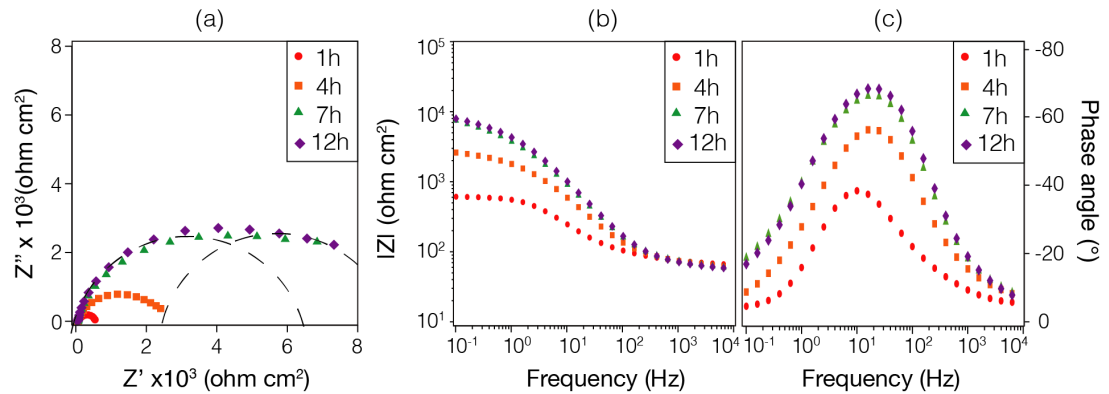 (a)
8
6
4
2
0
Z" x 10³(ohm cm²)
0 2 4 6 8
Z' x10³ (ohm cm²)
1h
4h
7h
12h
(b)
10⁵
10⁴
10³
10²
10¹
IZI (ohm cm²)
10⁻¹ 10⁰ 10¹ 10² 10³ 10⁴
Frequency (Hz)
1h
4h
7h
12h
(c)
-80
-60
-40
-20
0
Phase angle (°)
10⁻¹ 10⁰ 10¹ 10² 10³ 10⁴
Frequency (Hz)
1h
4h
7h
12h